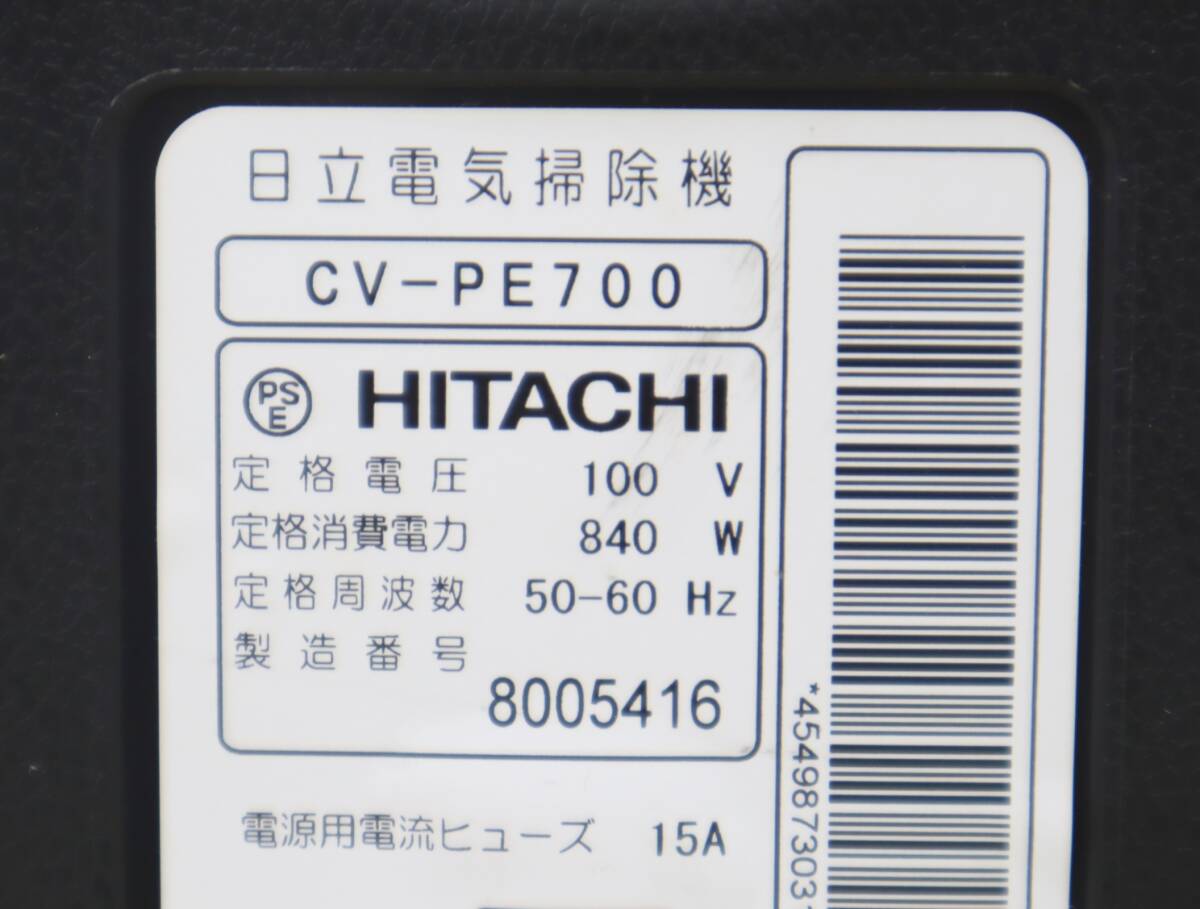 日立電気掃除機
CV-PE700
PSE HITACHI
定格電圧 100 V
定格消費電力 840 W
定格周波数 50-60 Hz
製造番号
8005416
電源用電流ヒューズ 15A
*4549873031